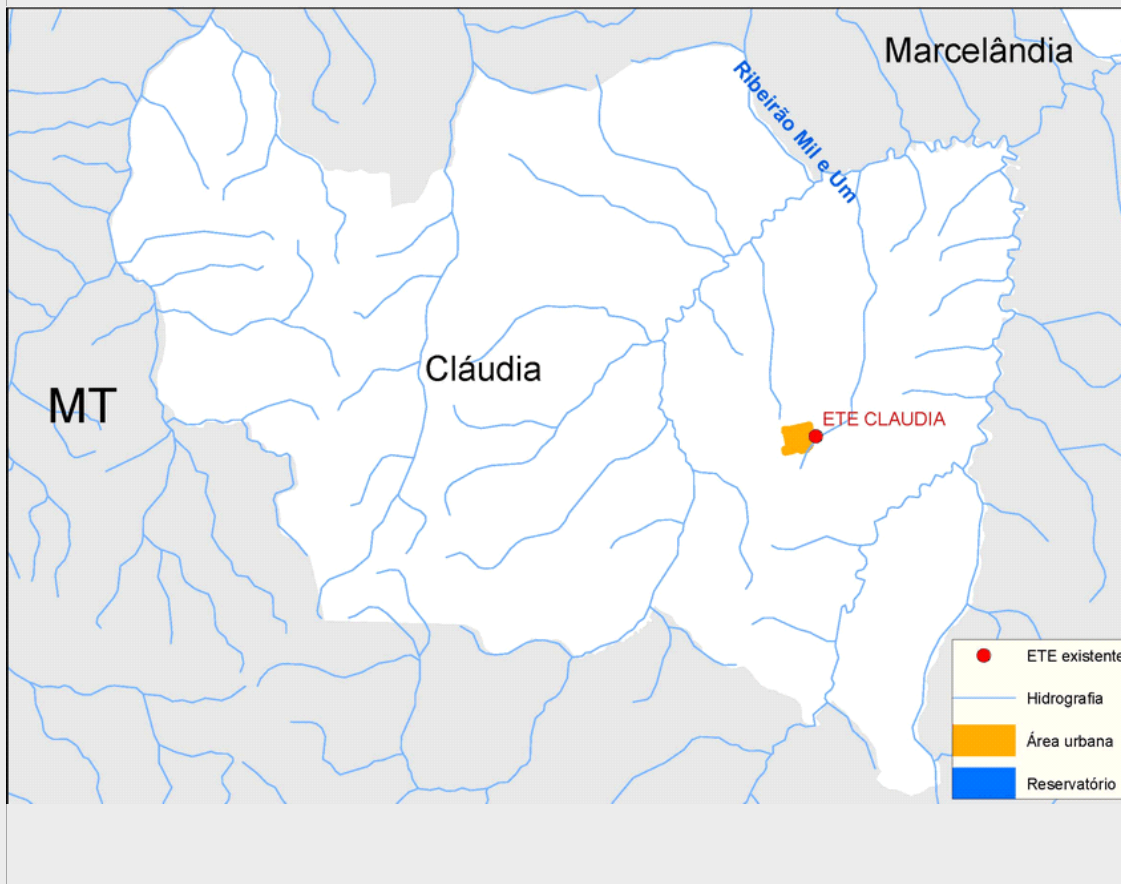 Marcelândia
Ribeirão Mil e Um
Cláudia
MT
ETE CLAUDIA
ETE existente
Hidrografia
Área urbana
Reservatório